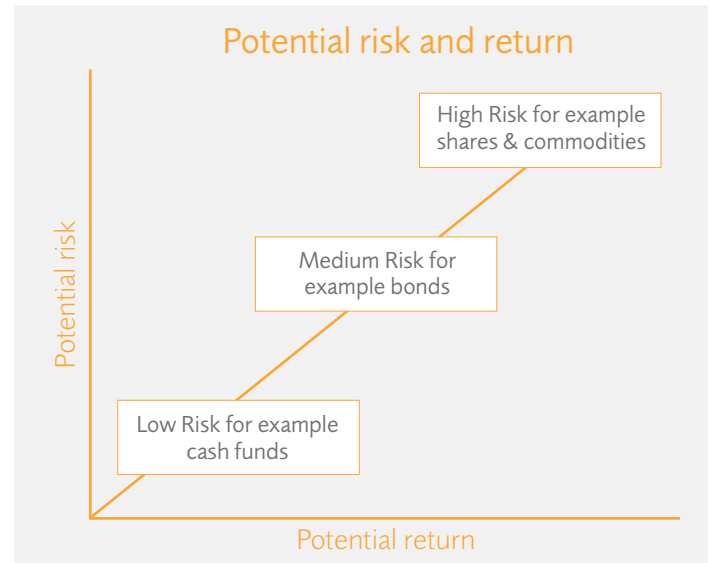 Potential risk and return
High Risk for example
shares & commodities
Medium Risk for
example bonds
Low Risk for example
cash funds
Potential risk
Potential return